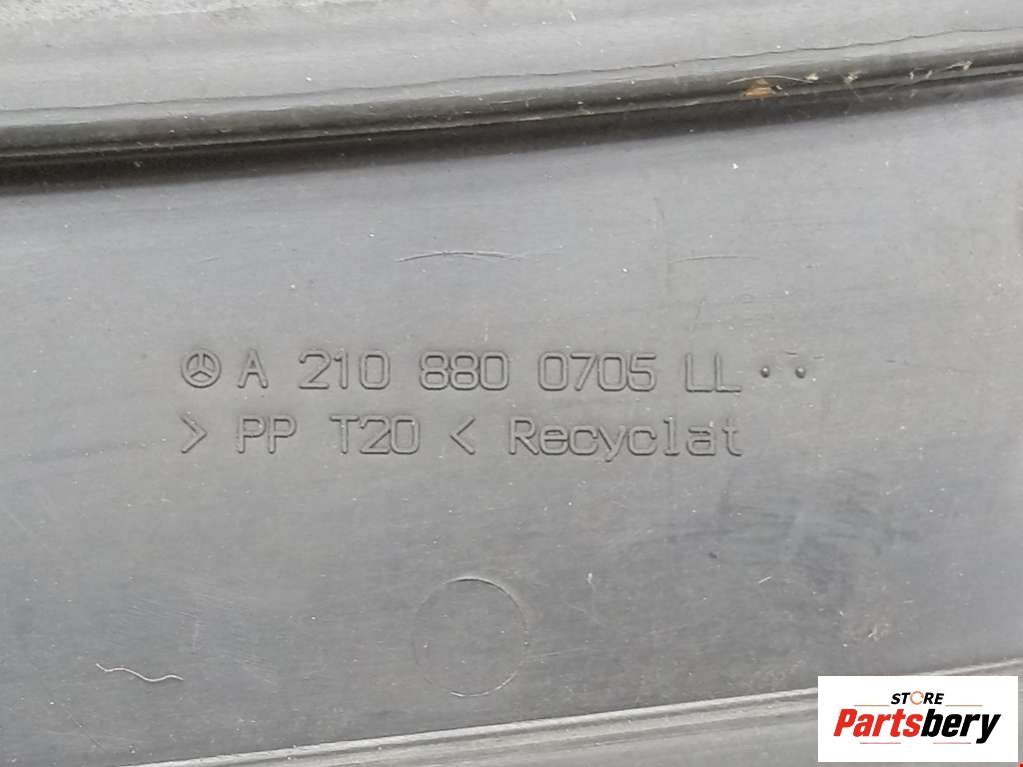 A 210 880 0705 LL
> PP T20 < Recyclat
STORE
Partsbery